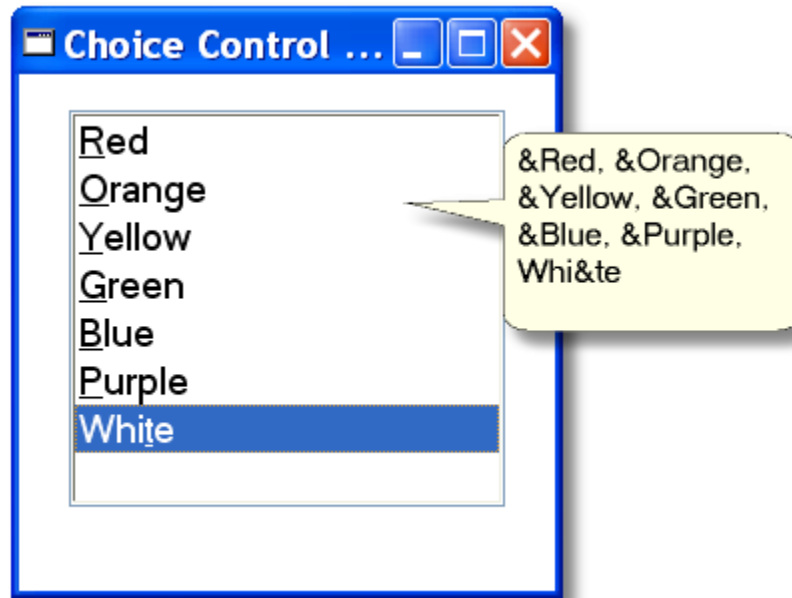 Choice Control ...
Red
Orange
Yellow
Green
Blue
Purple
White
&Red, &Orange,
&Yellow, &Green,
&Blue, &Purple,
Whi&te